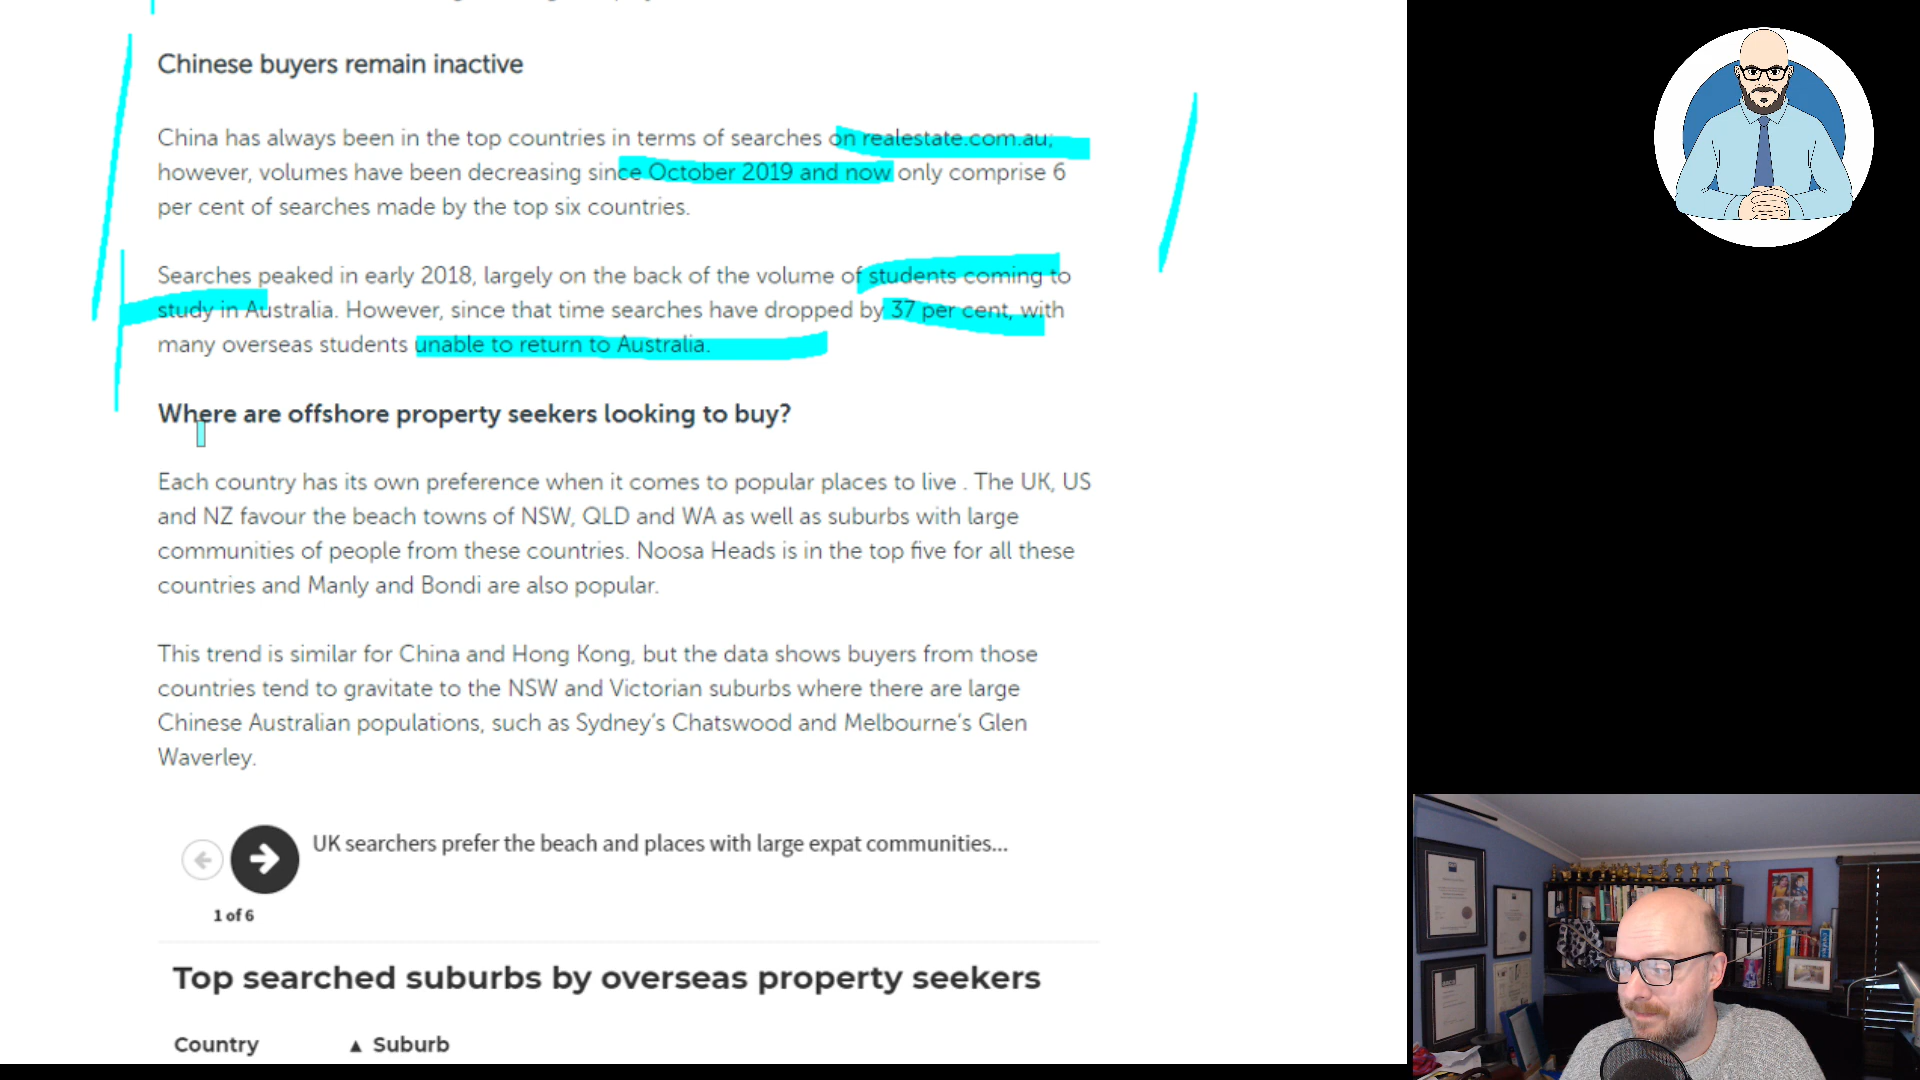 Chinese buyers remain inactive
China has always been in the top countries in terms of searches on realestate.com.au;
however, volumes have been decreasing since October 2019 and now only comprise 6
per cent of searches made by the top six countries.
Searches peaked in early 2018, largely on the back of the volume of students coming to
study in Australia. However, since that time searches have dropped by 37 per cent, with
many overseas students unable to return to Australia.
Where are offshore property seekers looking to buy?
Each country has its own preference when it comes to popular places to live . The UK, US
and NZ favour the beach towns of NSW, QLD and WA as well as suburbs with large
communities of people from these countries. Noosa Heads is in the top five for all these
countries and Manly and Bondi are also popular.
This trend is similar for China and Hong Kong, but the data shows buyers from those
countries tend to gravitate to the NSW and Victorian suburbs where there are large
Chinese Australian populations, such as Sydney's Chatswood and Melbourne's Glen
Waverley.
UK searchers prefer the beach and places with large expat communities...
1 of 6
Top searched suburbs by overseas property seekers
Country ▲ Suburb